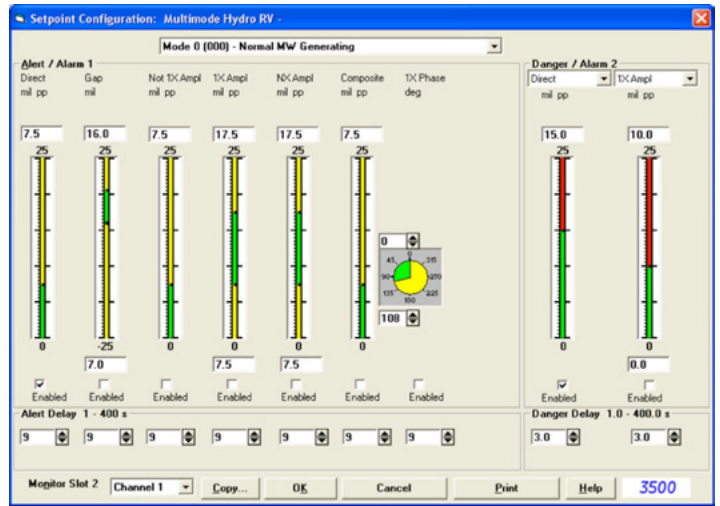 Setpoint Configuration: Multimode Hydro RV -
Mode 0 (000) - Normal MW Generating
Alert / Alarm 1
Danger / Alarm 2
Direct Gap Not 1X Ampl 1X Ampl NX Ampl Composite 1X Phase Direct 1X Ampl
mil pp mil mil pp mil pp mil pp mil pp deg mil pp mil pp
7.5 16.0 7.5 17.5 17.5 7.5 15.0 10.0
25 25 25 25 25 25 25 25
0
0
45 315
90 270
135 225
180
108
0 -25 0 0 0 0 0 0
7.0 7.5 7.5 0.0
Enabled Enabled Enabled Enabled Enabled Enabled Enabled Enabled Enabled
Alert Delay 1 - 400 s
Danger Delay 1.0 - 400.0 s
9 9 9 9 9 9 9 3.0 3.0
Monitor Slot 2 Channel 1 Copy... OK Cancel Print Help 3500